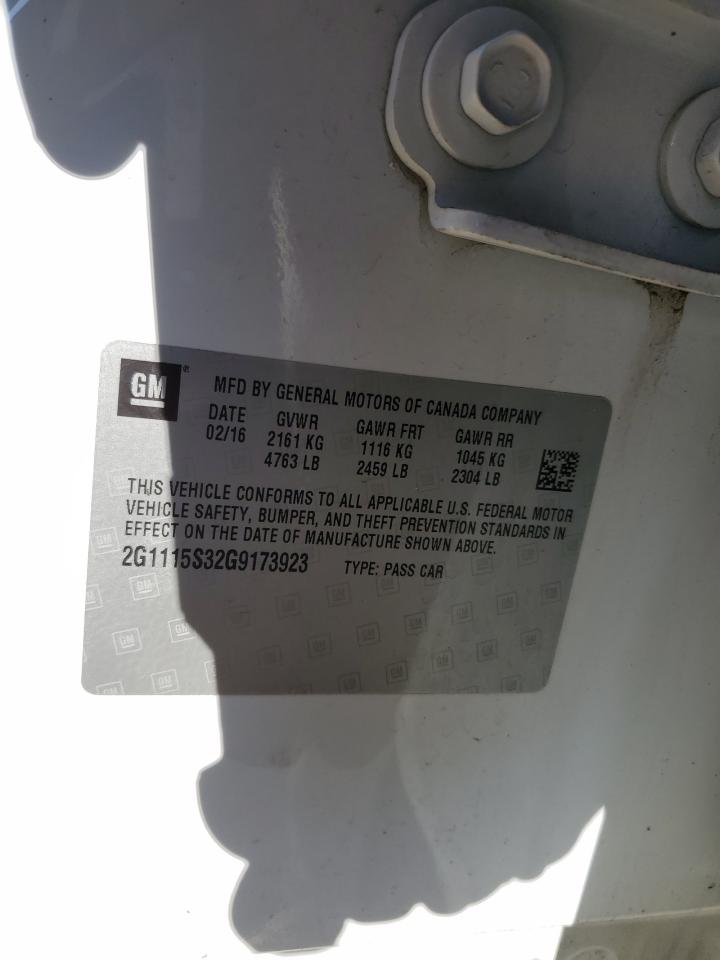 GM ®
MFD BY GENERAL MOTORS OF CANADA COMPANY
DATE GVWR GAWR FRT GAWR RR
02/16 2161 KG 1116 KG 1045 KG
4763 LB 2459 LB 2304 LB
THIS VEHICLE CONFORMS TO ALL APPLICABLE U.S. FEDERAL MOTOR
VEHICLE SAFETY, BUMPER, AND THEFT PREVENTION STANDARDS IN
EFFECT ON THE DATE OF MANUFACTURE SHOWN ABOVE.
2G1115S32G9173923 TYPE: PASS CAR